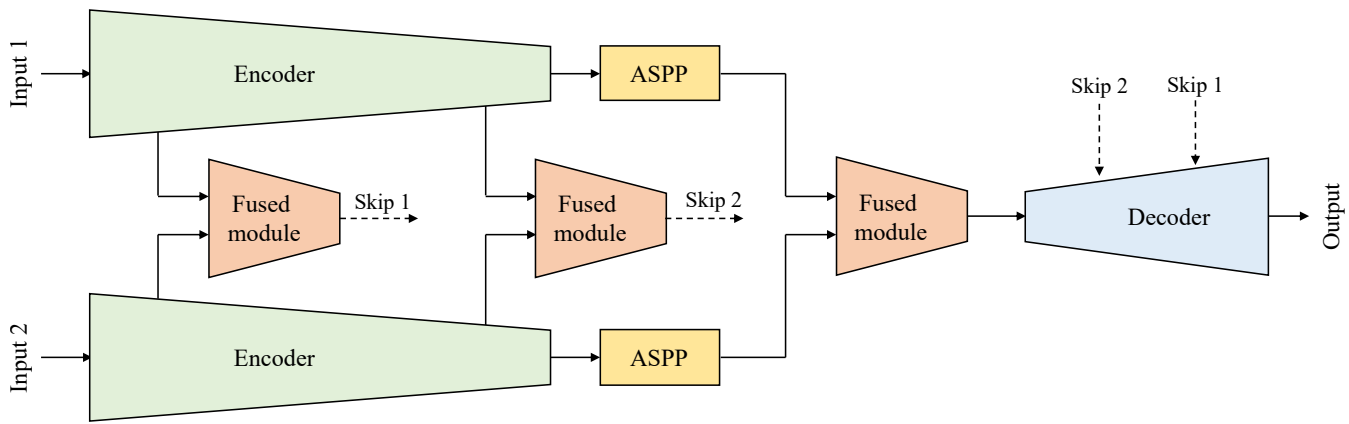 Input 1
Encoder
ASPP
Skip 2
Skip 1
Fused
module
Skip 1
Fused
module
Skip 2
Fused
module
Decoder
Output
Input 2
Encoder
ASPP